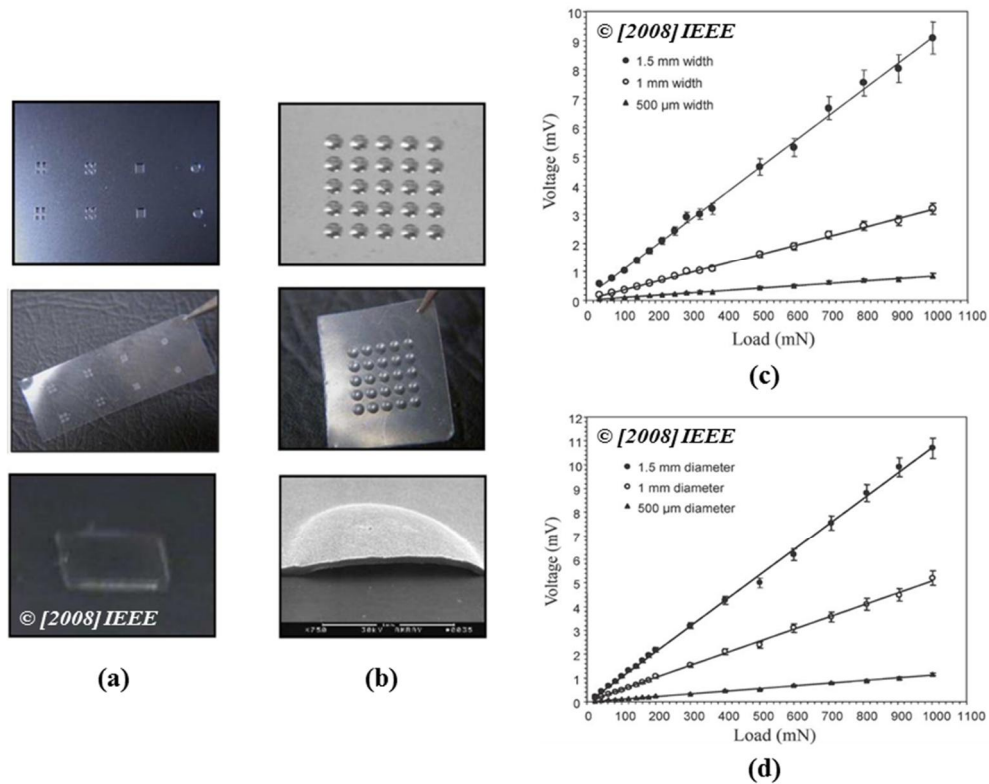 © [2008] IEEE
×750 30kV
(a)
(b)
© [2008] IEEE
1.5 mm width
1 mm width
500 µm width
Voltage (mV)
10
9
8
7
6
5
4
3
2
1
0
0 100 200 300 400 500 600 700 800 900 1000 1100
Load (mN)
(c)
© [2008] IEEE
1.5 mm diameter
1 mm diameter
500 µm diameter
Voltage (mV)
12
11
10
9
8
7
6
5
4
3
2
1
0
0 100 200 300 400 500 600 700 800 900 1000 1100
Load (mN)
(d)